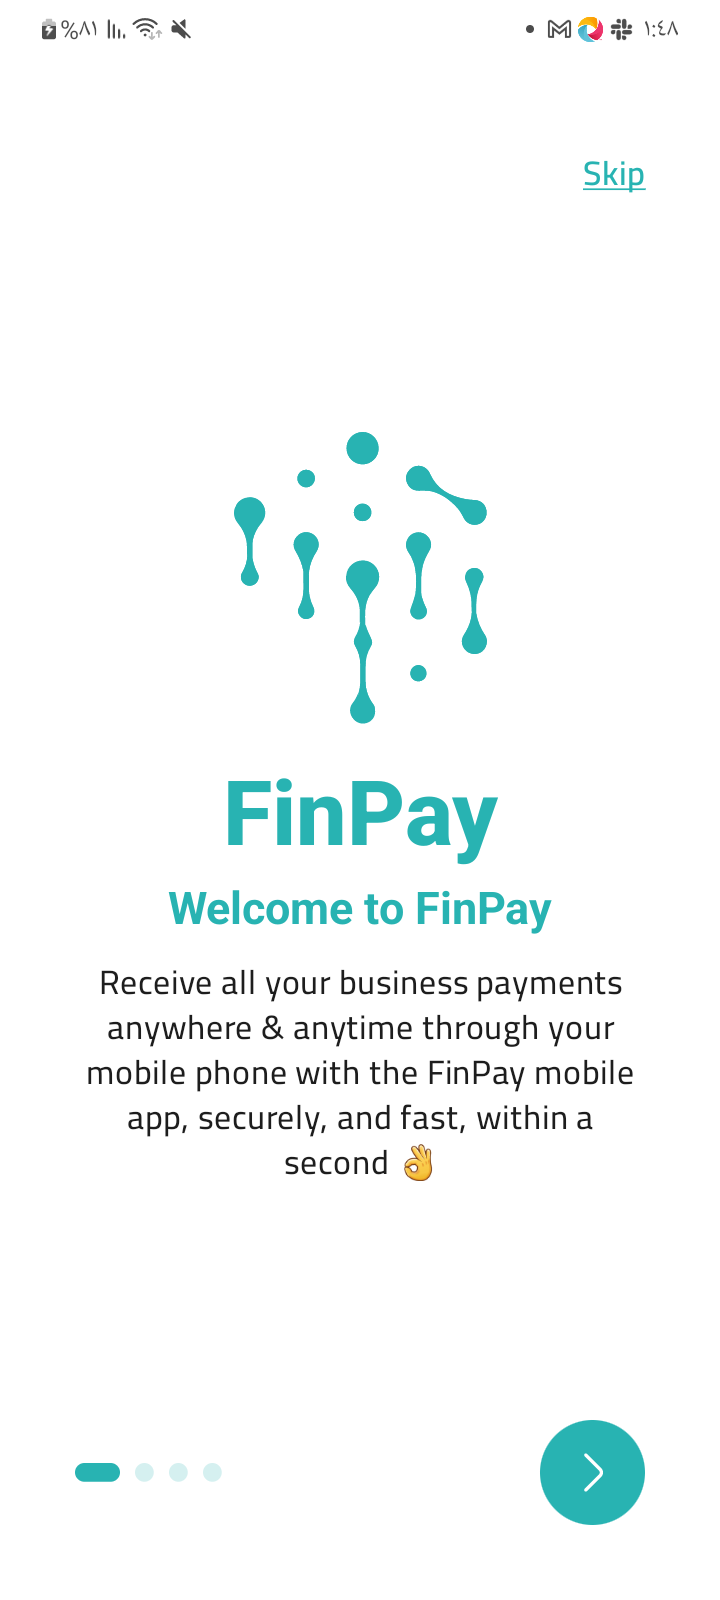 %٨١ ١:٤٨
Skip
FinPay
Welcome to FinPay
Receive all your business payments
anywhere & anytime through your
mobile phone with the FinPay mobile
app, securely, and fast, within a
second 👌